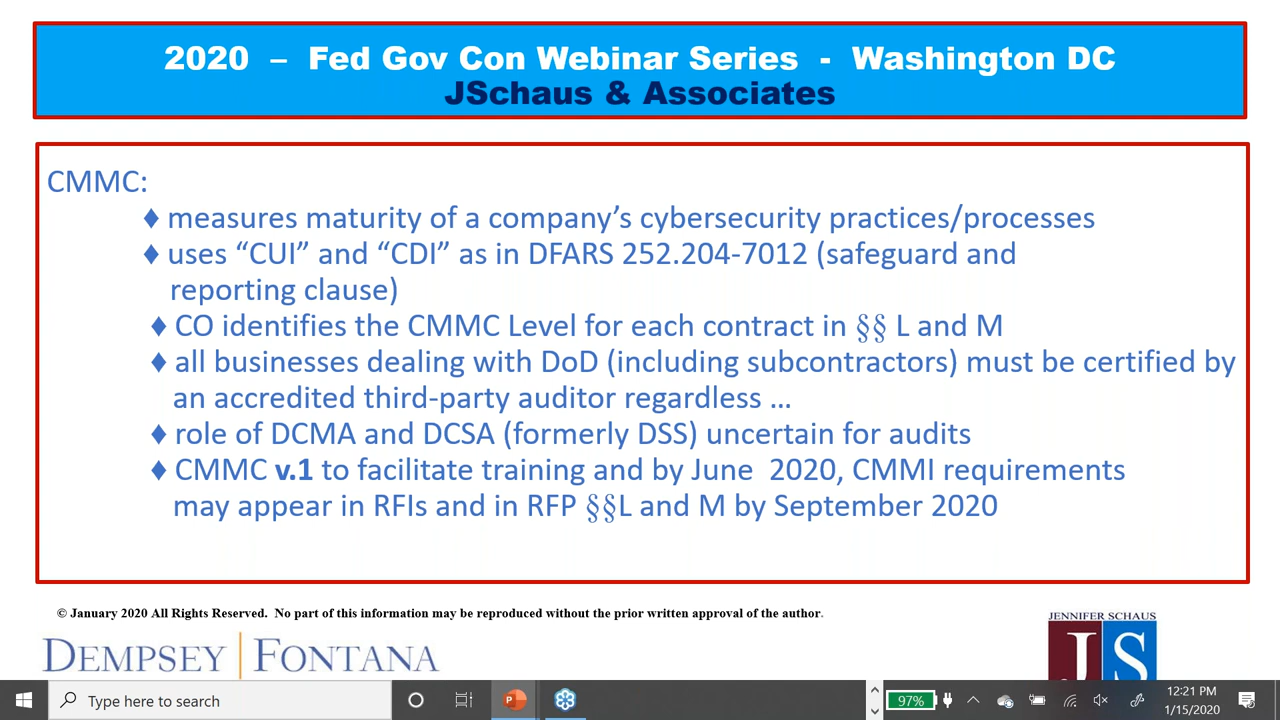 2020 – Fed Gov Con Webinar Series - Washington DC
JSchaus & Associates
CMMC:
♦ measures maturity of a company’s cybersecurity practices/processes
♦ uses “CUI” and “CDI” as in DFARS 252.204-7012 (safeguard and
reporting clause)
♦ CO identifies the CMMC Level for each contract in §§ L and M
♦ all businesses dealing with DoD (including subcontractors) must be certified by
an accredited third-party auditor regardless …
♦ role of DCMA and DCSA (formerly DSS) uncertain for audits
♦ CMMC v.1 to facilitate training and by June 2020, CMMI requirements
may appear in RFIs and in RFP §§L and M by September 2020
© January 2020 All Rights Reserved. No part of this information may be reproduced without the prior written approval of the author.
DEMPSEY | FONTANA
JENNIFER SCHAUS
JS
Type here to search
97%
12:21 PM
1/15/2020